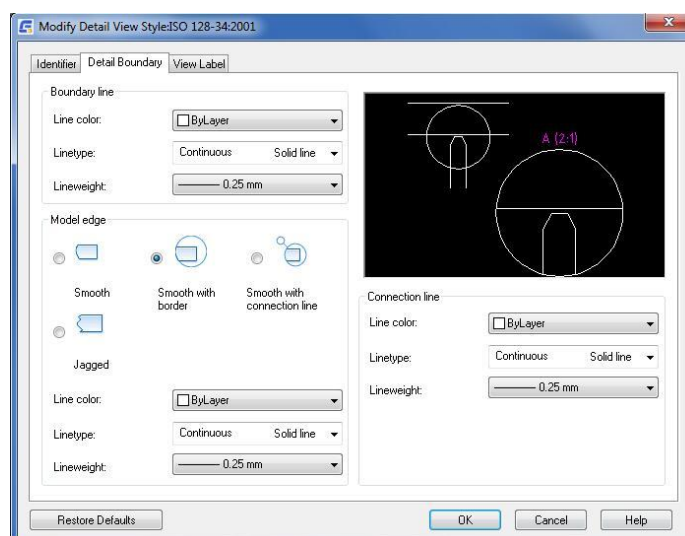 Modify Detail View Style:ISO 128-34:2001
Identifier Detail Boundary View Label
Boundary line
Line color: ByLayer
Linetype: Continuous Solid line
Lineweight: 0.25 mm
Model edge
Smooth Smooth with border Smooth with connection line
Jagged
Line color: ByLayer
Linetype: Continuous Solid line
Lineweight: 0.25 mm
A (2:1)
Connection line
Line color: ByLayer
Linetype: Continuous Solid line
Lineweight: 0.25 mm
Restore Defaults OK Cancel Help